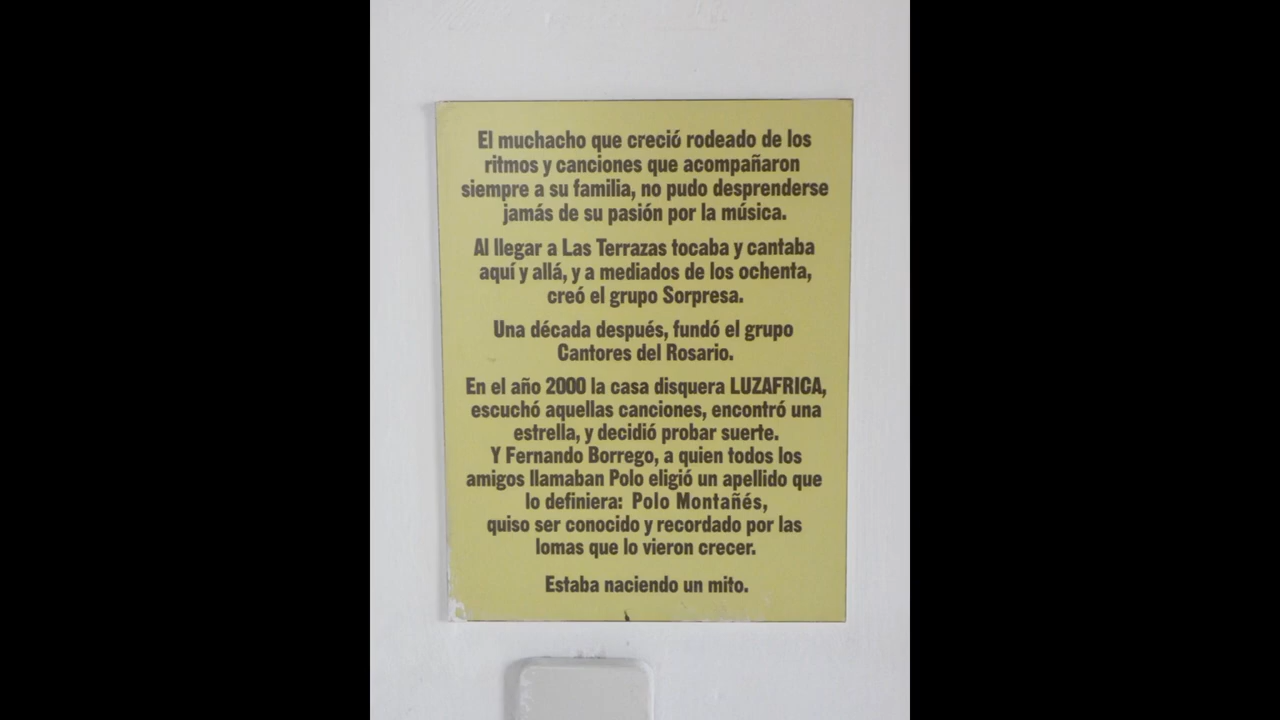 El muchacho que creció rodeado de los
ritmos y canciones que acompañaron
siempre a su familia, no pudo desprenderse
jamás de su pasión por la música.
Al llegar a Las Terrazas tocaba y cantaba
aquí y allá, y a mediados de los ochenta,
creó el grupo Sorpresa.
Una década después, fundó el grupo
Cantores del Rosario.
En el año 2000 la casa disquera LUZAFRICA,
escuchó aquellas canciones, encontró una
estrella, y decidió probar suerte.
Y Fernando Borrego, a quien todos los
amigos llamaban Polo eligió un apellido que
lo definiera: Polo Montañés,
quiso ser conocido y recordado por las
lomas que lo vieron crecer.
Estaba naciendo un mito.